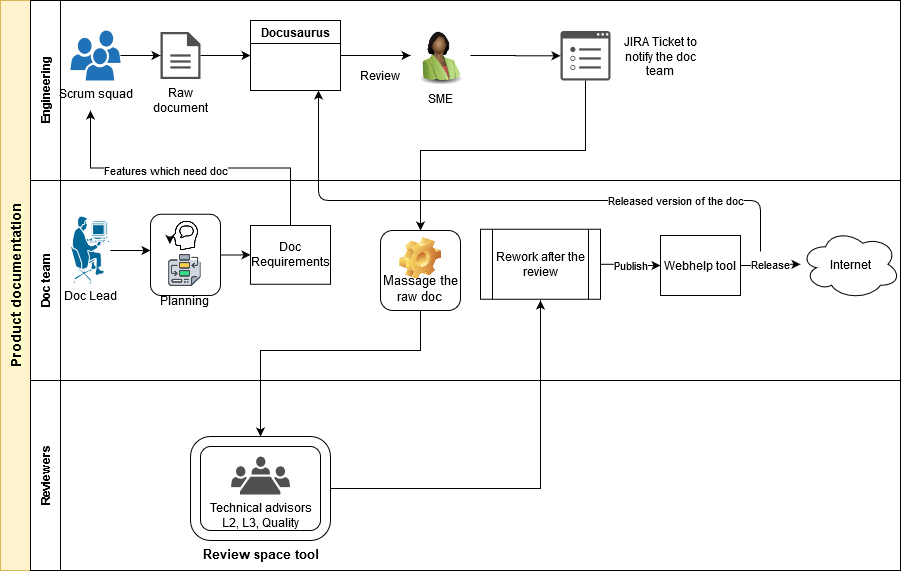 Product documentation
Engineering
Scrum squad
Raw
document
Docusaurus
Review
SME
JIRA Ticket to
notify the doc
team
Features which need doc
Doc team
Doc Lead
Planning
Doc
Requirements
Massage the
raw doc
Rework after the
review
Publish
Webhelp tool
Release
Released version of the doc
Internet
Reviewers
Technical advisors
L2, L3, Quality
Review space tool